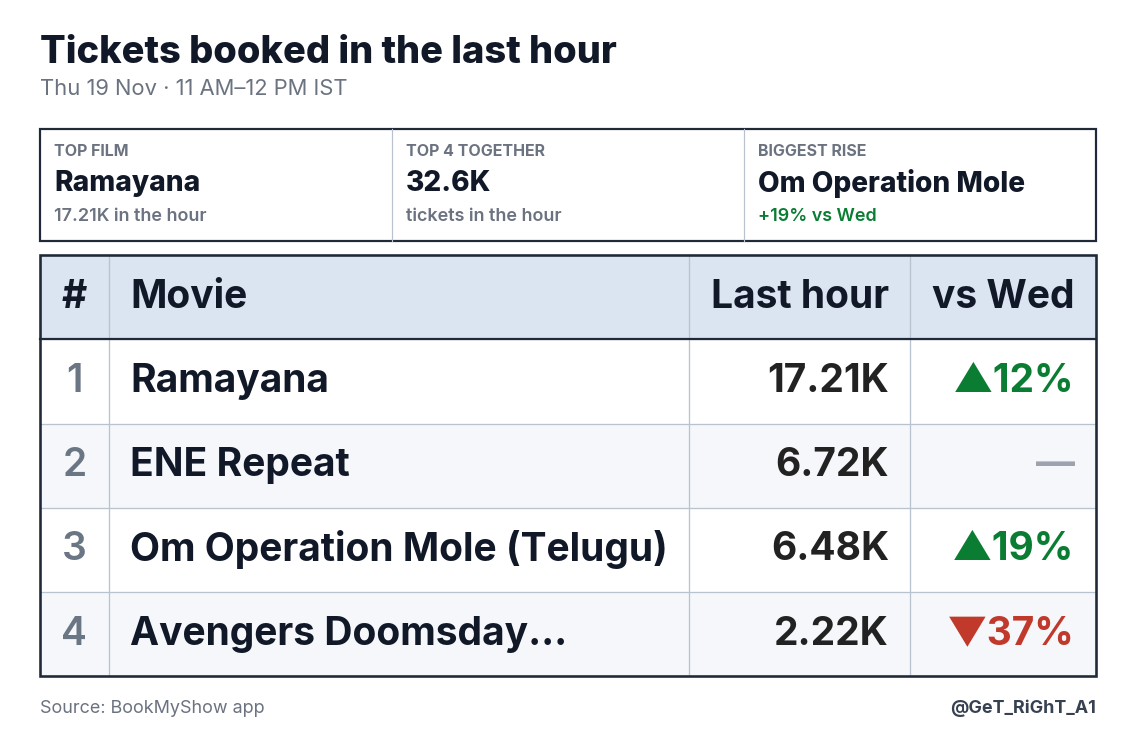 Tickets booked in the last hour
Thu 19 Nov · 11 AM–12 PM IST
TOP FILM
Ramayana
17.21K in the hour
TOP 4 TOGETHER
32.6K
tickets in the hour
BIGGEST RISE
Om Operation Mole
+19% vs Wed
# Movie Last hour vs Wed
1 Ramayana 17.21K ▲12%
2 ENE Repeat 6.72K —
3 Om Operation Mole (Telugu) 6.48K ▲19%
4 Avengers Doomsday... 2.22K ▼37%
Source: BookMyShow app
@GeT_RiGhT_A1